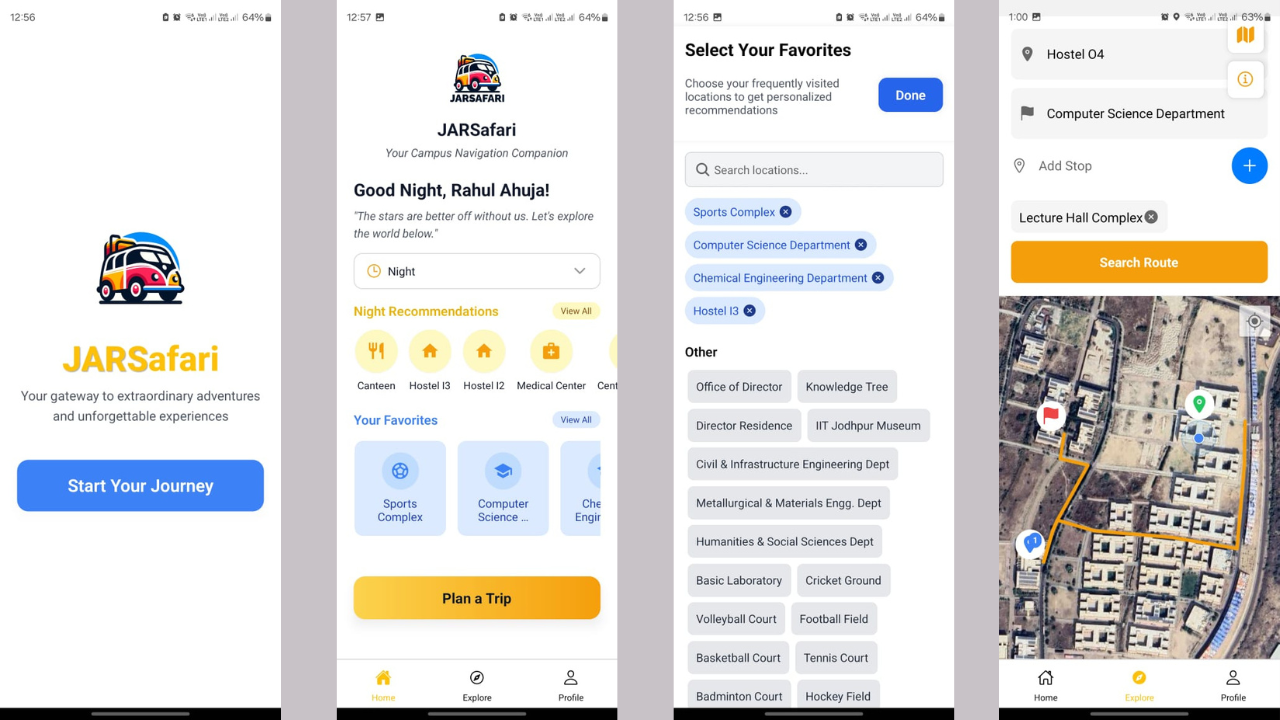 12:56
64%
JARSafari
Your gateway to extraordinary adventures
and unforgettable experiences
Start Your Journey
12:57
64%
JARSAFARI
JARSafari
Your Campus Navigation Companion
Good Night, Rahul Ahuja!
"The stars are better off without us. Let's explore
the world below."
Night
Night Recommendations
View All
Canteen
Hostel I3
Hostel I2
Medical Center
Cent
Your Favorites
View All
Sports
Complex
Computer
Science ...
Che
Engir
Plan a Trip
Home
Explore
Profile
12:56
64%
Select Your Favorites
Choose your frequently visited
locations to get personalized
recommendations
Done
Search locations...
Sports Complex
Computer Science Department
Chemical Engineering Department
Hostel I3
Other
Office of Director
Knowledge Tree
Director Residence
IIT Jodhpur Museum
Civil & Infrastructure Engineering Dept
Metallurgical & Materials Engg. Dept
Humanities & Social Sciences Dept
Basic Laboratory
Cricket Ground
Volleyball Court
Football Field
Basketball Court
Tennis Court
Badminton Court
Hockey Field
1:00
63%
Hostel O4
Computer Science Department
Add Stop
Lecture Hall Complex
Search Route
1
Home
Explore
Profile